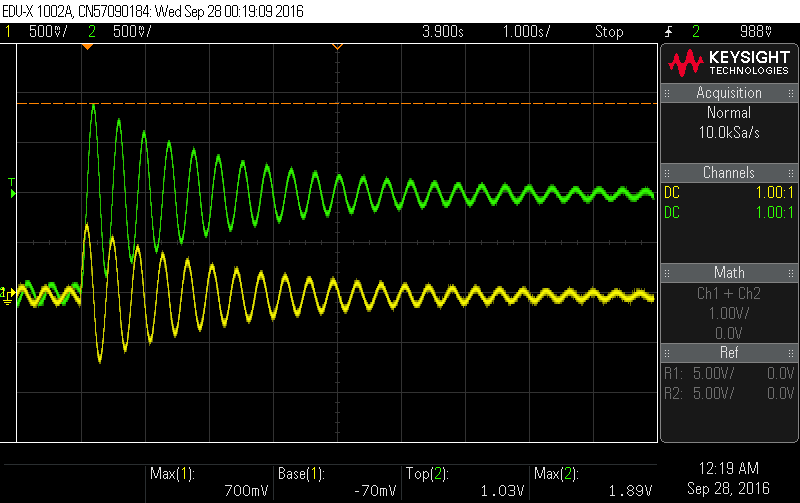 EDU-X 1002A, CN57090184: Wed Sep 28 00:19:09 2016
1 500mV/ 2 500mV/ 3.900s 1.000s/ Stop 2 988mV
KEYSIGHT
TECHNOLOGIES
Acquisition
Normal
10.0kSa/s
Channels
DC 1.00:1
DC 1.00:1
T
Math
Ch1 + Ch2
1.00V/
0.0V
Ref
R1: 5.00V/ 0.0V
R2: 5.00V/ 0.0V
Max(1): Base(1): Top(2): Max(2):
700mV -70mV 1.03V 1.89V
12:19 AM
Sep 28, 2016